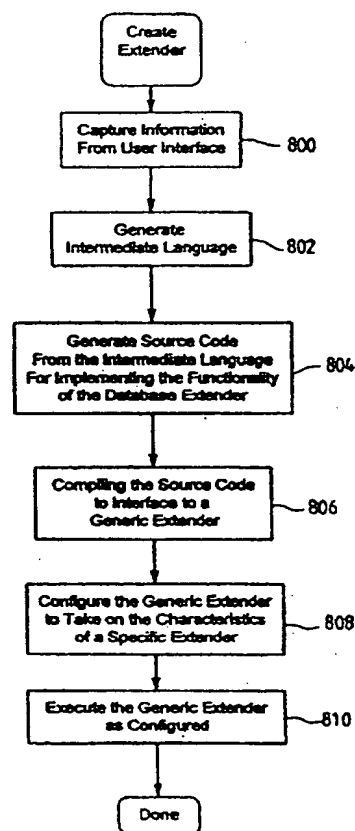 Create
Extender
Capture Information
From User Interface
800
Generate
Intermediate Language
802
Generate Source Code
From the Intermediate Language
For Implementing the Functionality
of the Database Extender
804
Compiling the Source Code
to Interface to a
Generic Extender
806
Configure the Generic Extender
to Take on the Characteristics
of a Specific Extender
808
Execute the Generic Extender
as Configured
810
Done